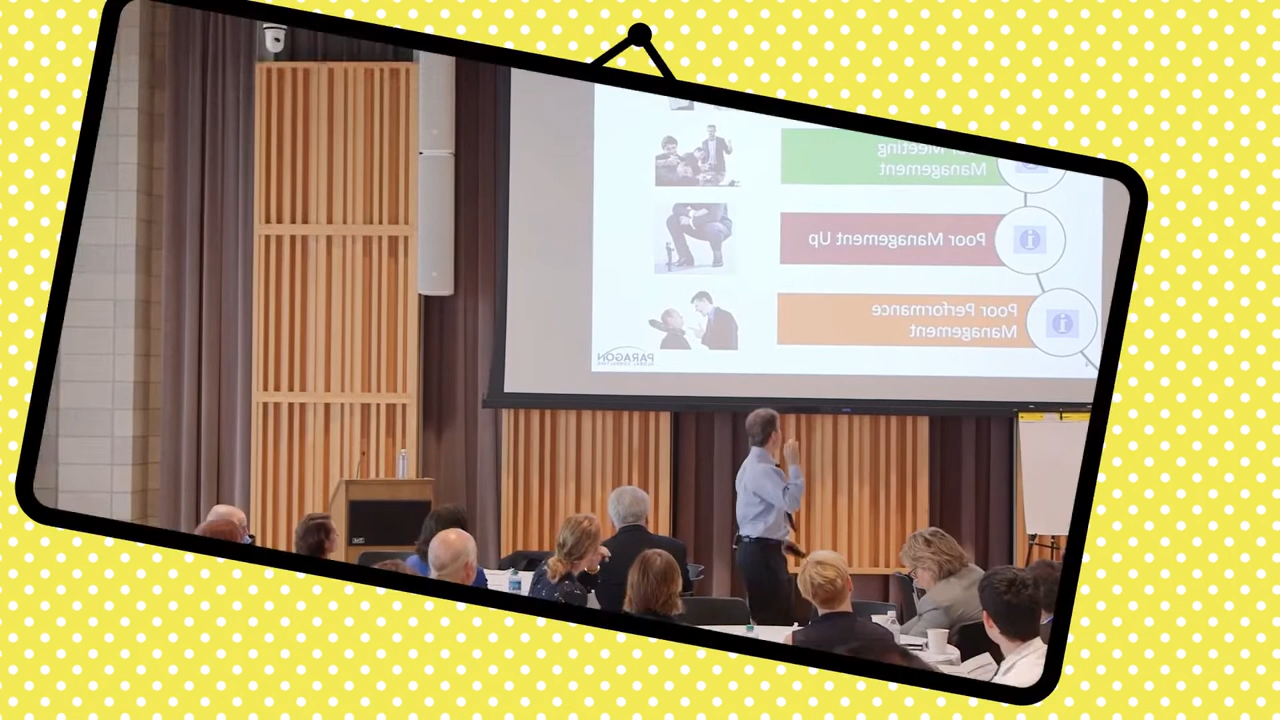 Meeting
Management
Poor Management Up
Poor Performance
Management
PARAGON